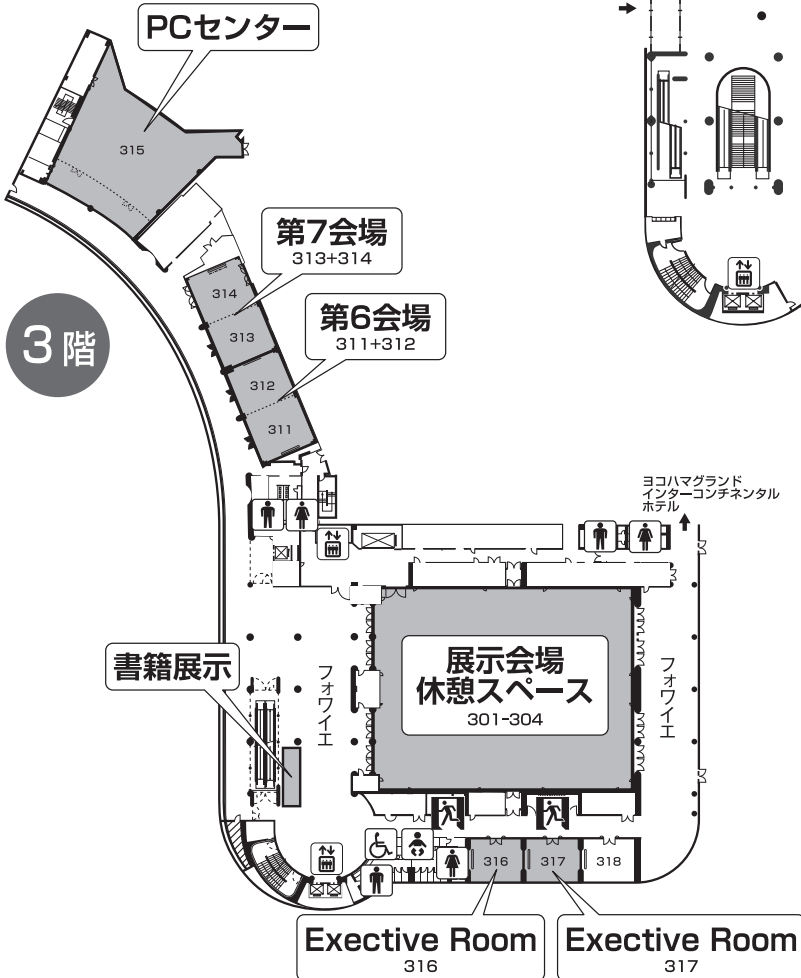 PCセンター
315
第7会場
313+314
314
313
第6会場
311+312
312
311
3階
ヨコハマグランド
インターコンチネンタル
ホテル
書籍展示
フォワイエ
展示会場
休憩スペース
301-304
フォワイエ
316
317
318
Exective Room
316
Exective Room
317